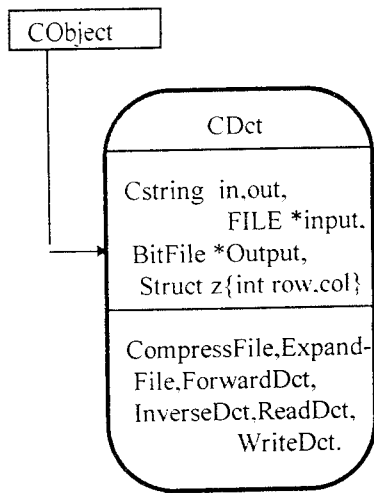 CObject
CDct
Cstring in,out,
FILE *input,
BitFile *Output,
Struct z{int row,col}
CompressFile,Expand-
File,ForwardDct,
InverseDct,ReadDct,
WriteDct.